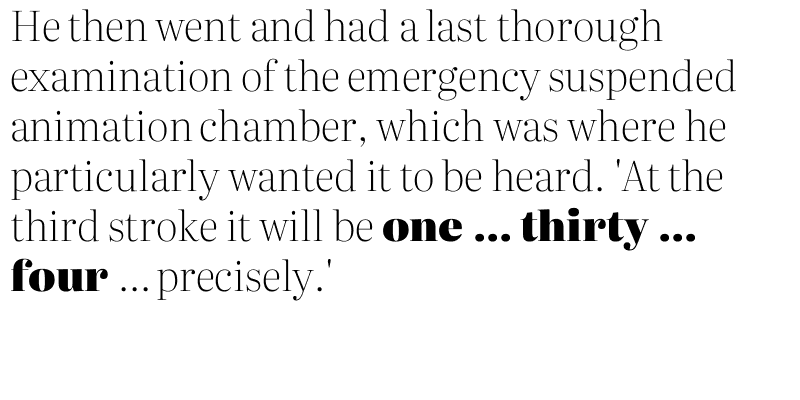 He then went and had a last thorough
examination of the emergency suspended
animation chamber, which was where he
particularly wanted it to be heard. 'At the
third stroke it will be one ... thirty ...
four ... precisely.'